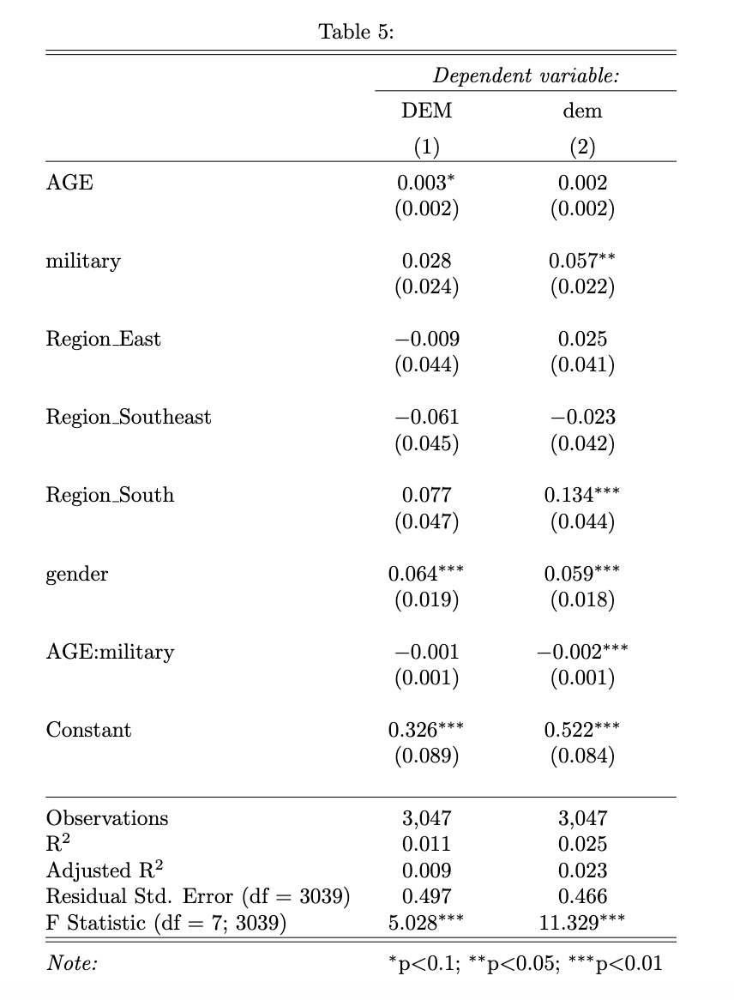 Table 5:
Dependent variable:
DEM dem
(1) (2)
AGE 0.003* 0.002
(0.002) (0.002)
military 0.028 0.057**
(0.024) (0.022)
Region_East −0.009 0.025
(0.044) (0.041)
Region_Southeast −0.061 −0.023
(0.045) (0.042)
Region_South 0.077 0.134***
(0.047) (0.044)
gender 0.064*** 0.059***
(0.019) (0.018)
AGE:military −0.001 −0.002***
(0.001) (0.001)
Constant 0.326*** 0.522***
(0.089) (0.084)
Observations 3,047 3,047
R² 0.011 0.025
Adjusted R² 0.009 0.023
Residual Std. Error (df = 3039) 0.497 0.466
F Statistic (df = 7; 3039) 5.028*** 11.329***
Note: *p<0.1; **p<0.05; ***p<0.01